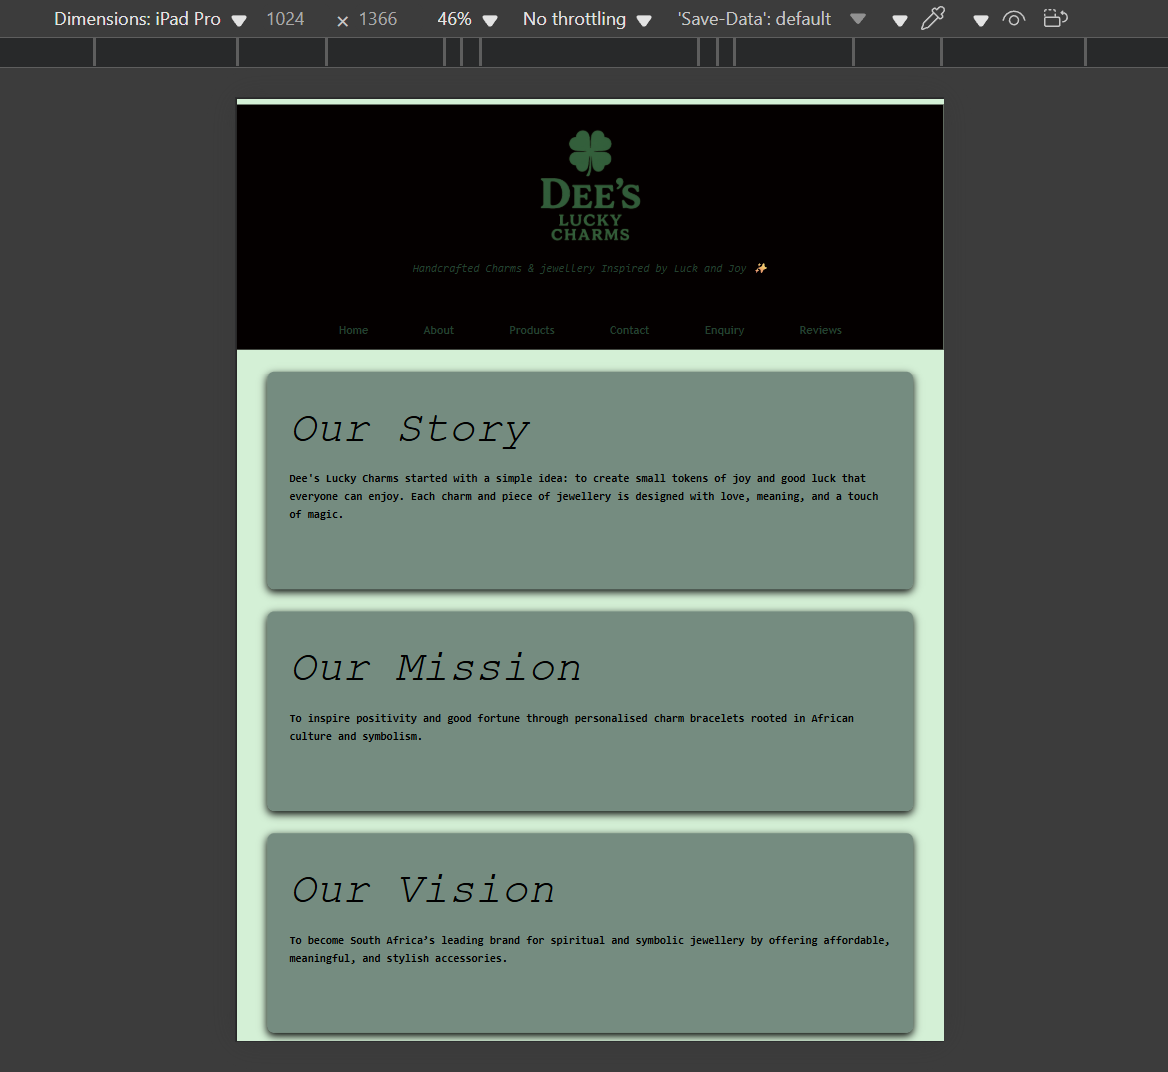 Dimensions: iPad Pro 1024 × 1366 46% No throttling 'Save-Data': default
DEE'S
LUCKY
CHARMS
Handcrafted Charms & jewellery Inspired by Luck and Joy ✨
Home About Products Contact Enquiry Reviews
Our Story
Dee's Lucky Charms started with a simple idea: to create small tokens of joy and good luck that
everyone can enjoy. Each charm and piece of jewellery is designed with love, meaning, and a touch
of magic.
Our Mission
To inspire positivity and good fortune through personalised charm bracelets rooted in African
culture and symbolism.
Our Vision
To become South Africa’s leading brand for spiritual and symbolic jewellery by offering affordable,
meaningful, and stylish accessories.